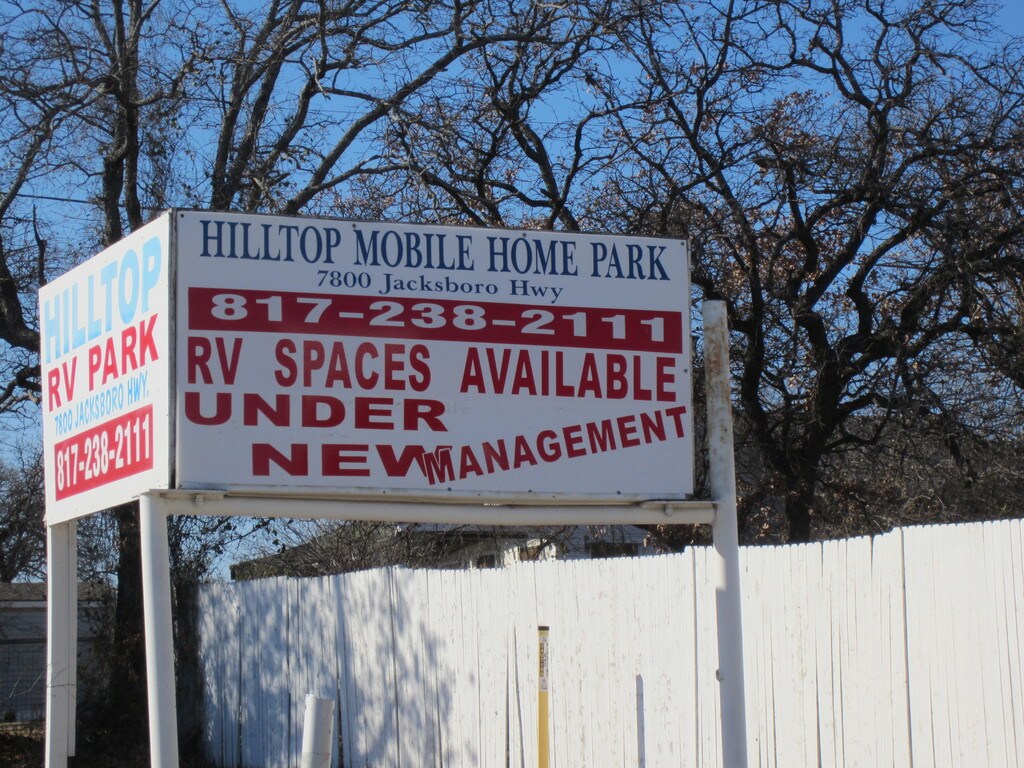 HILLTOP
RV PARK
7800 JACKSBORO HWY.
817-238-2111
HILLTOP MOBILE HOME PARK
7800 Jacksboro Hwy
817-238-2111
RV SPACES AVAILABLE
UNDER
NEW MANAGEMENT